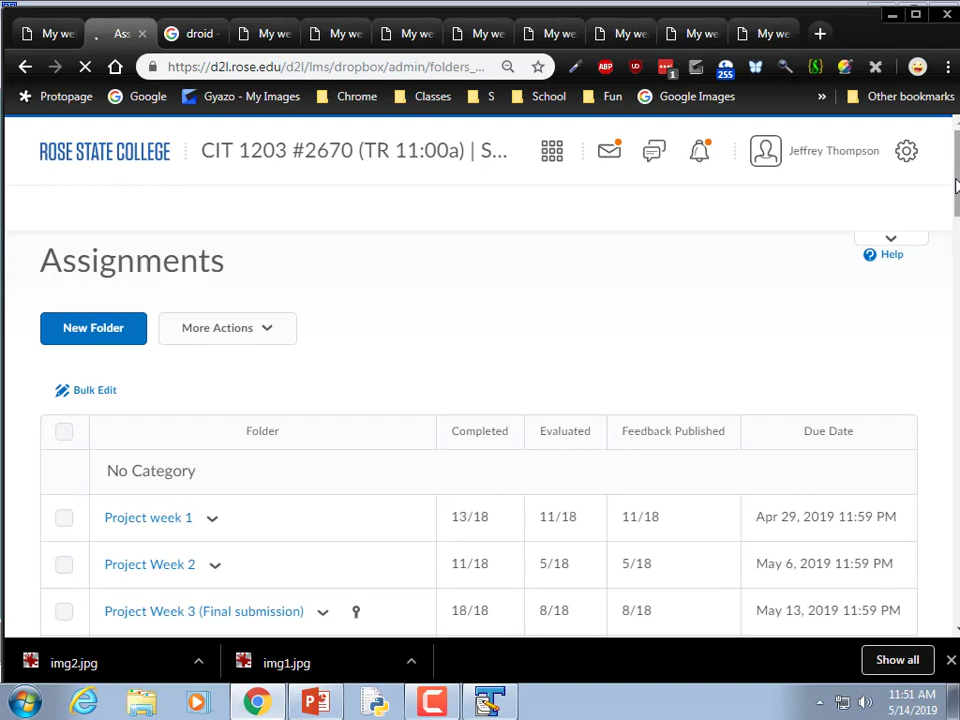 My we
Ass
droid -
My we
My we
My we
My we
My we
My we
My we
My we
https://d2l.rose.edu/d2l/lms/dropbox/admin/folders_...
ABP
1
255
Protopage
Google
Gyazo - My Images
Chrome
Classes
S
School
Fun
Google Images
»
Other bookmarks
ROSE STATE COLLEGE
CIT 1203 #2670 (TR 11:00a) | S...
Jeffrey Thompson
Assignments
Help
New Folder
More Actions
Bulk Edit
Folder Completed Evaluated Feedback Published Due Date
No Category
Project week 1 13/18 11/18 11/18 Apr 29, 2019 11:59 PM
Project Week 2 11/18 5/18 5/18 May 6, 2019 11:59 PM
Project Week 3 (Final submission) 18/18 8/18 8/18 May 13, 2019 11:59 PM
img2.jpg
img1.jpg
Show all
11:51 AM
5/14/2019